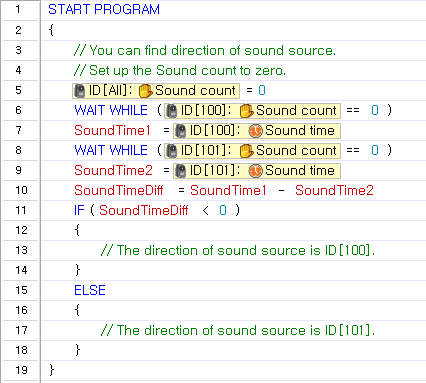 1 START PROGRAM
2 {
3 // You can find direction of sound source.
4 // Set up the Sound count to zero.
5 ID[All]: Sound count = 0
6 WAIT WHILE ( ID[100]: Sound count == 0 )
7 SoundTime1 = ID[100]: Sound time
8 WAIT WHILE ( ID[101]: Sound count == 0 )
9 SoundTime2 = ID[101]: Sound time
10 SoundTimeDiff = SoundTime1 - SoundTime2
11 IF ( SoundTimeDiff < 0 )
12 {
13 // The direction of sound source is ID[100].
14 }
15 ELSE
16 {
17 // The direction of sound source is ID[101].
18 }
19 }